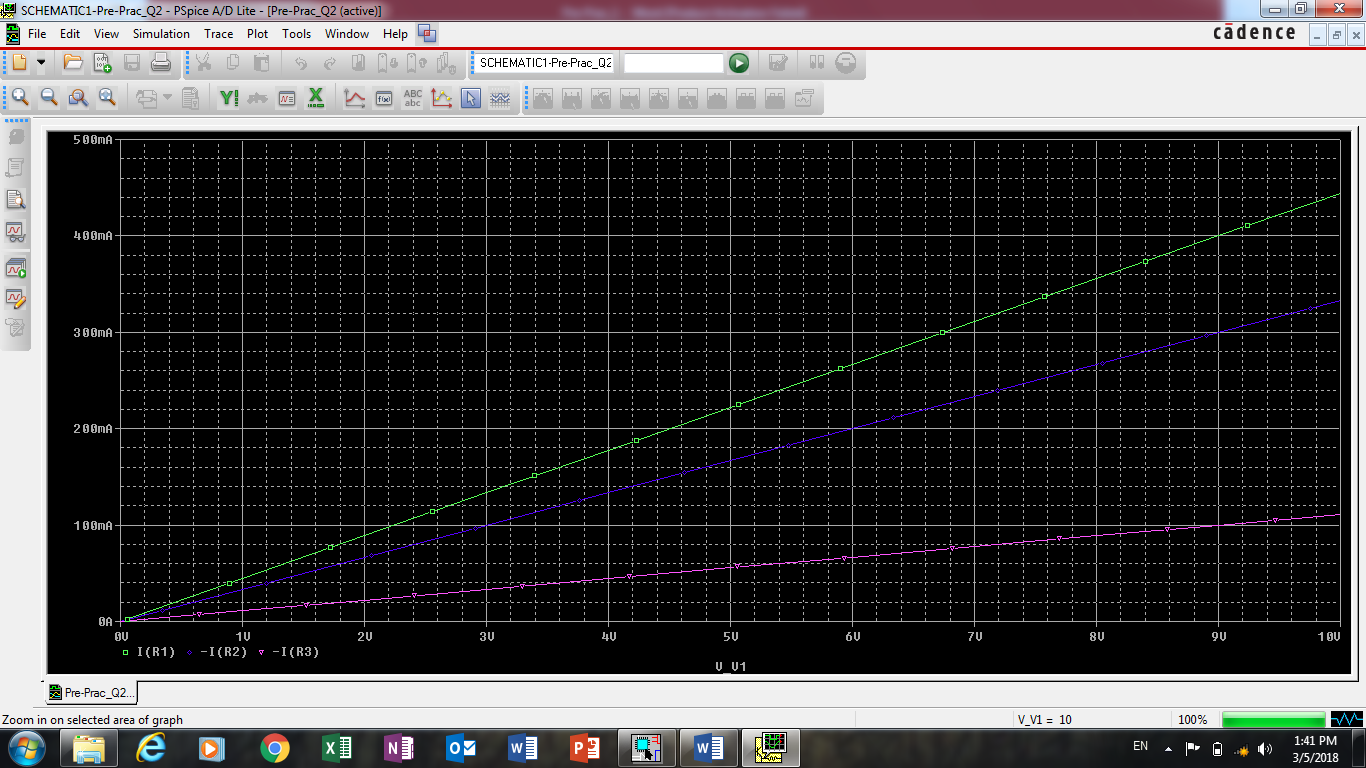 SCHEMATIC1-Pre-Prac_Q2 - PSpice A/D Lite - [Pre-Prac_Q2 (active)]
File Edit View Simulation Trace Plot Tools Window Help
cādence
SCHEMATIC1-Pre-Prac_Q2
ABC
abc
500mA
400mA
300mA
200mA
100mA
0A
0V 1V 2V 3V 4V 5V 6V 7V 8V 9V 10V
I(R1) -I(R2) -I(R3)
V_V1
Pre-Prac_Q2...
Zoom in on selected area of graph
V_V1 = 10
100%
EN
1:41 PM
3/5/2018